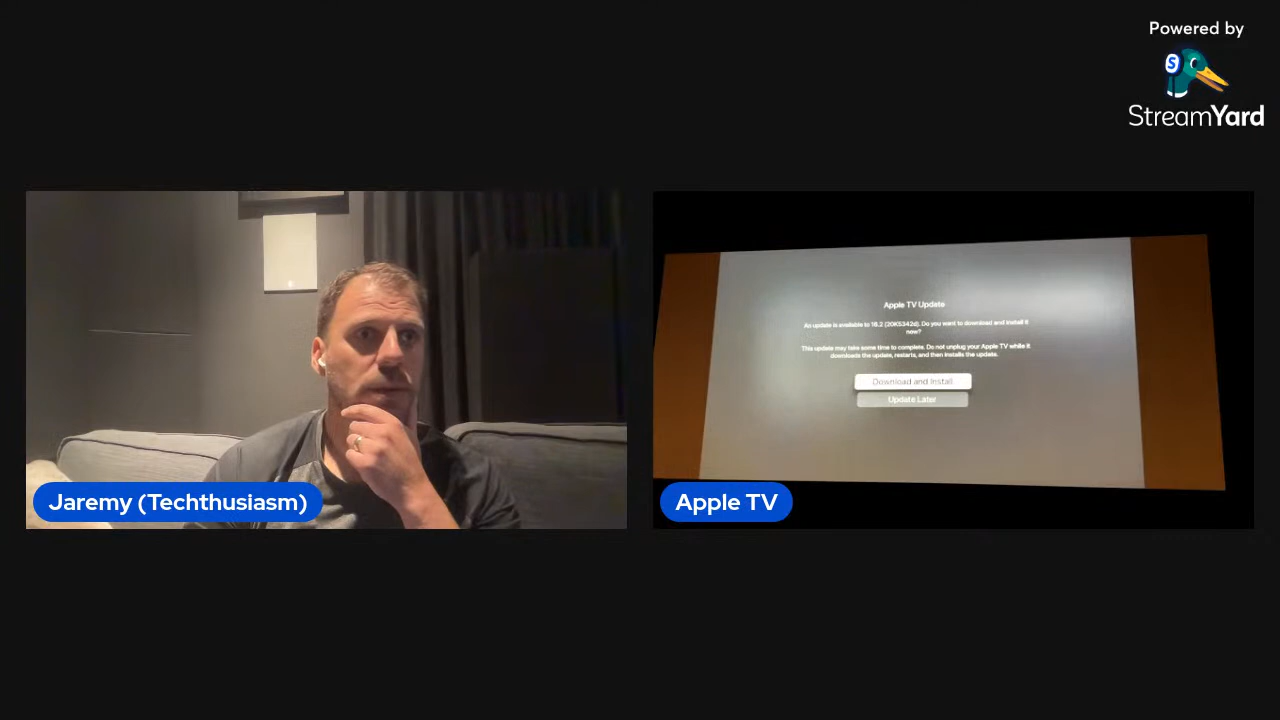 Powered by
S
StreamYard
Apple TV Update
An update is available to 16.2 (20K5342d). Do you want to download and install it
now?
This update may take some time to complete. Do not unplug your Apple TV while it
downloads the update, restarts, and then installs the update.
Download and Install
Update Later
Jaremy (Techthusiasm)
Apple TV